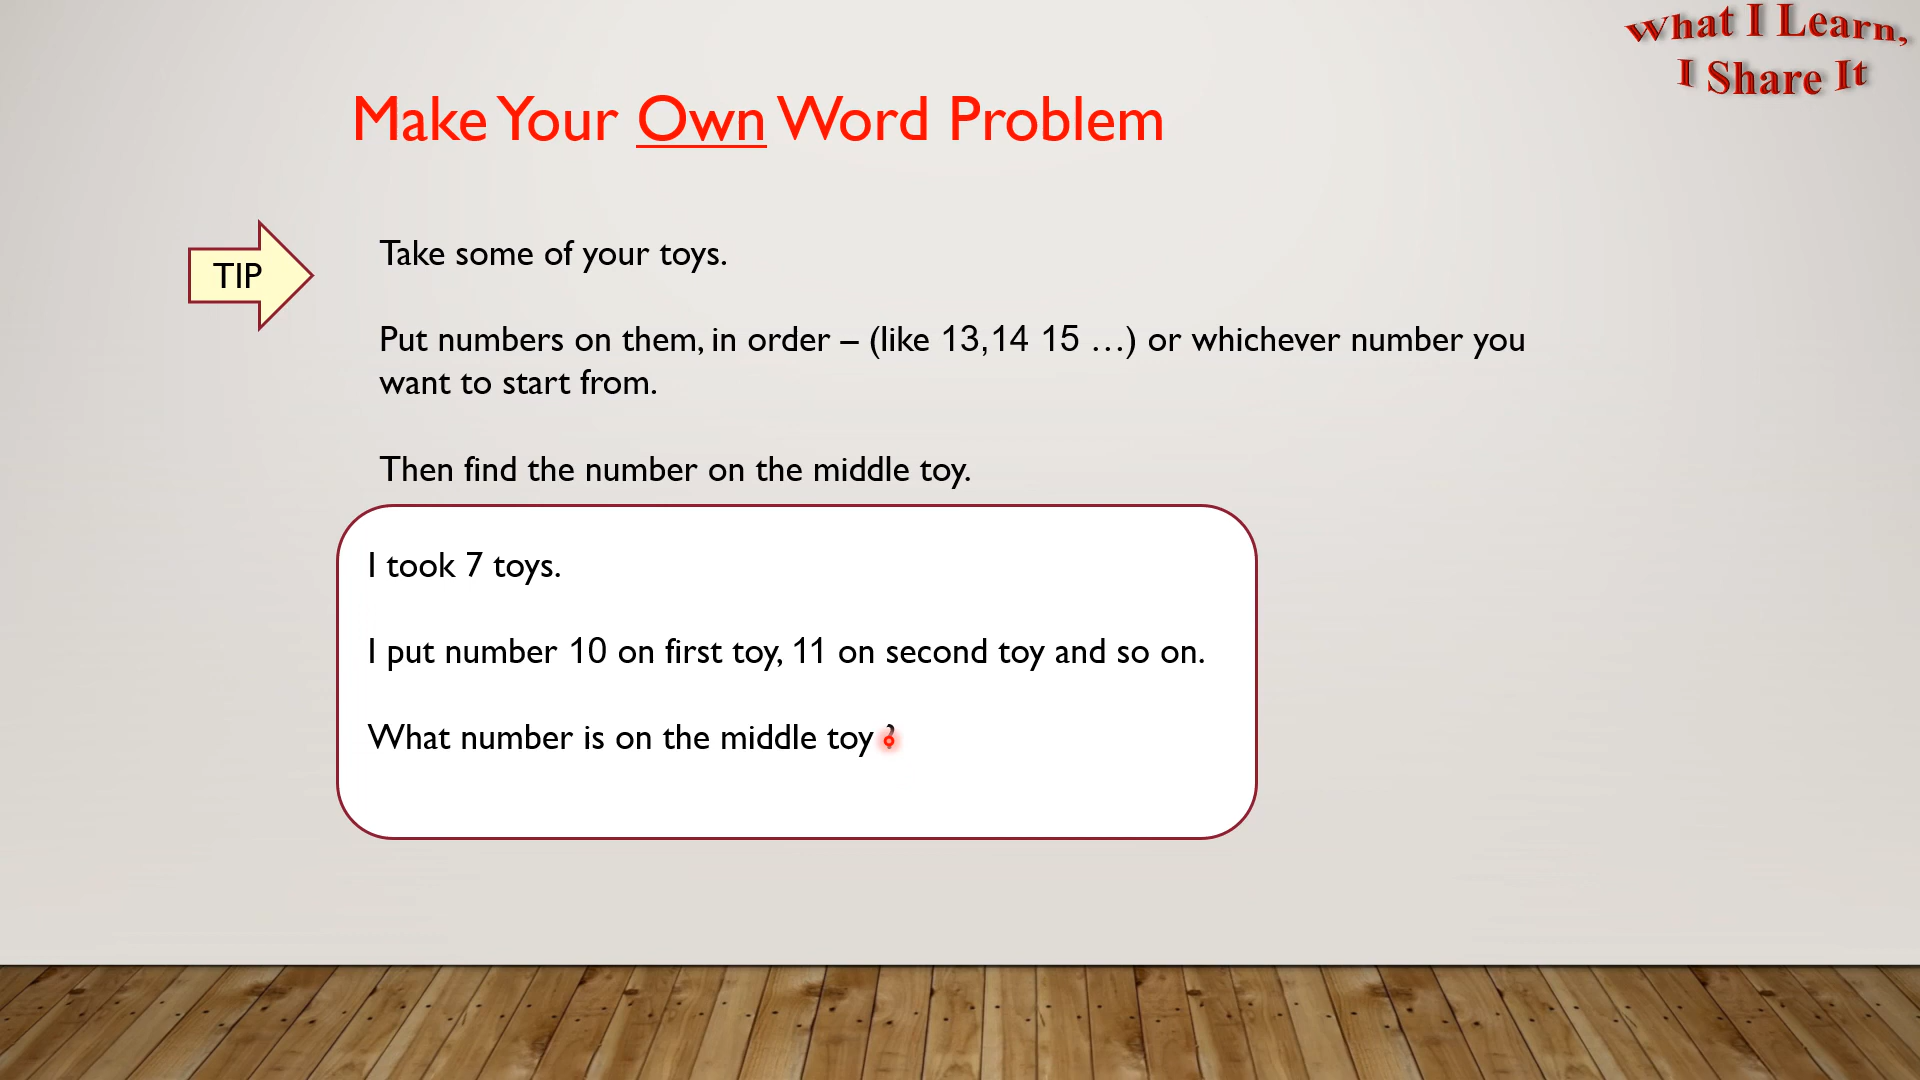 What I Learn,
I Share It
Make Your Own Word Problem
TIP
Take some of your toys.
Put numbers on them, in order – (like 13,14 15 …) or whichever number you
want to start from.
Then find the number on the middle toy.
I took 7 toys.
I put number 10 on first toy, 11 on second toy and so on.
What number is on the middle toy ?